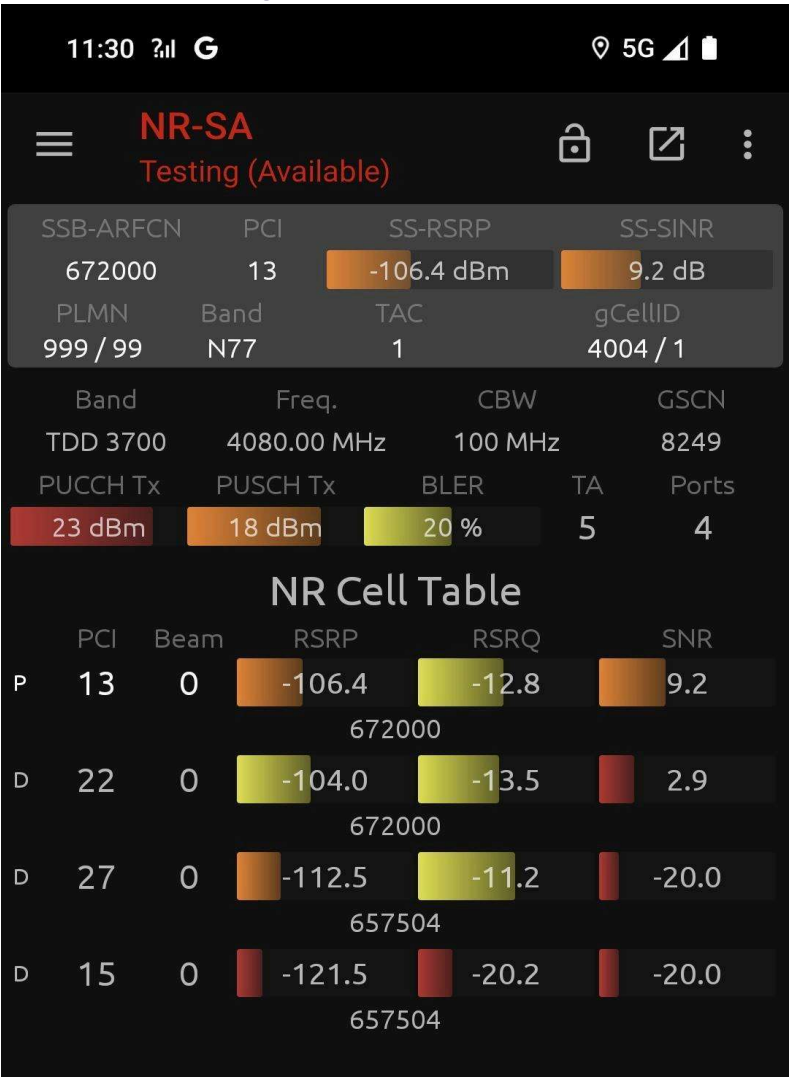 11:30 ?ıl G 5G
NR-SA
Testing (Available)
SSB-ARFCN PCI SS-RSRP SS-SINR
672000 13 -106.4 dBm 9.2 dB
PLMN Band TAC gCellID
999 / 99 N77 1 4004 / 1
Band Freq. CBW GSCN
TDD 3700 4080.00 MHz 100 MHz 8249
PUCCH Tx PUSCH Tx BLER TA Ports
23 dBm 18 dBm 20 % 5 4
NR Cell Table
PCI Beam RSRP RSRQ SNR
P 13 0 -106.4 -12.8 9.2
672000
D 22 0 -104.0 -13.5 2.9
672000
D 27 0 -112.5 -11.2 -20.0
657504
D 15 0 -121.5 -20.2 -20.0
657504